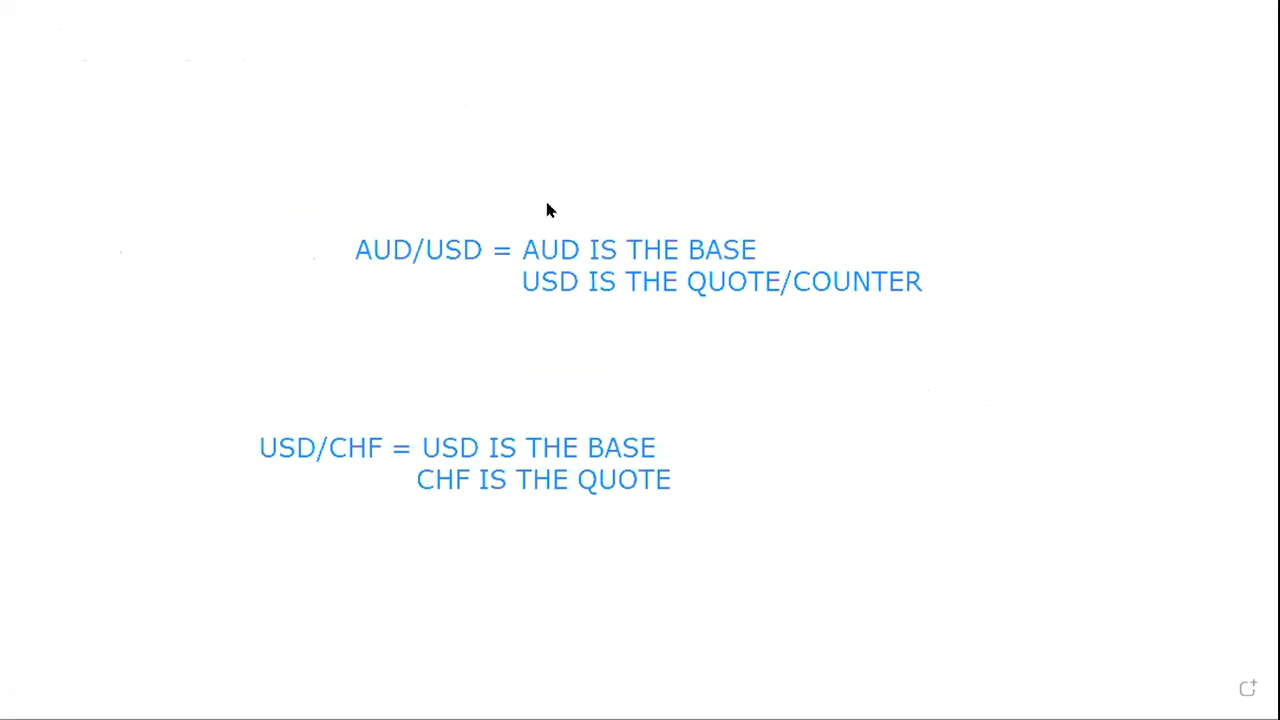 AUD/USD = AUD IS THE BASE
USD IS THE QUOTE/COUNTER
USD/CHF = USD IS THE BASE
CHF IS THE QUOTE